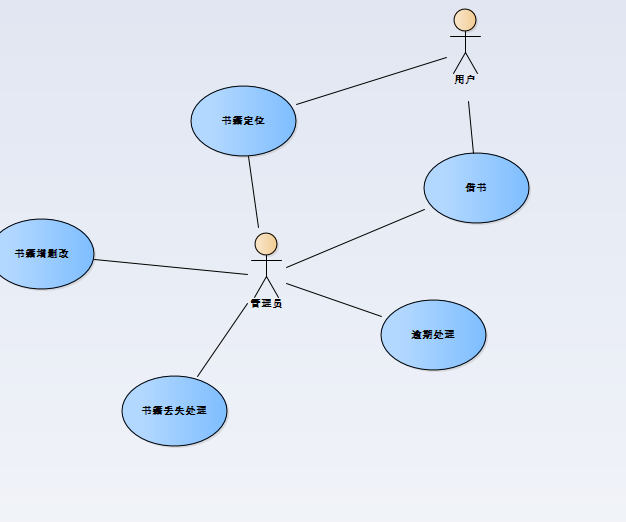 用户
书籍定位
借书
书籍增删改
管理员
逾期处理
书籍丢失处理